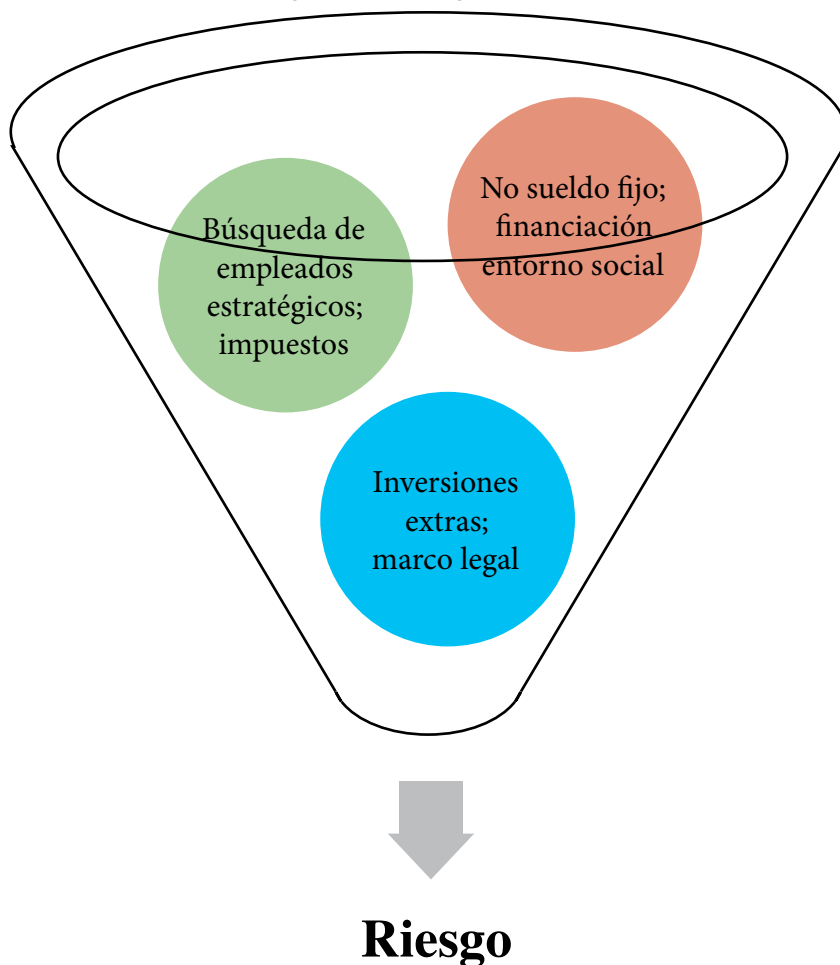 No sueldo fijo;
financiación
entorno social
Búsqueda de
empleados
estratégicos;
impuestos
Inversiones
extras;
marco legal
Riesgo